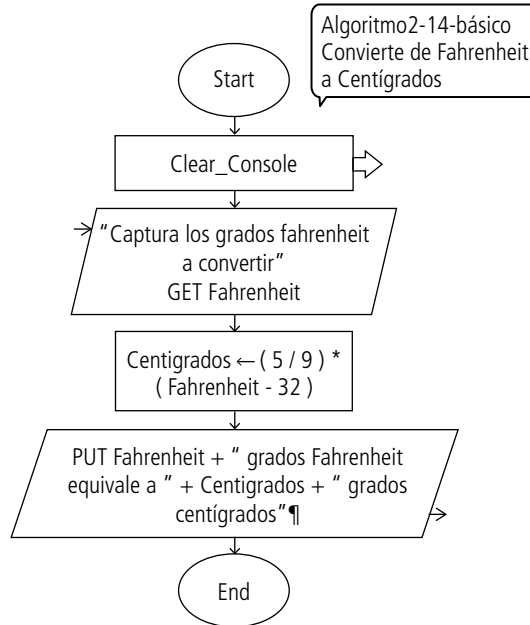 Algoritmo2-14-básico
Convierte de Fahrenheit
a Centígrados
Start
Clear_Console
"Captura los grados fahrenheit
a convertir"
GET Fahrenheit
Centigrados ← ( 5 / 9 ) *
( Fahrenheit - 32 )
PUT Fahrenheit + " grados Fahrenheit
equivale a " + Centigrados + " grados
centígrados"¶
End